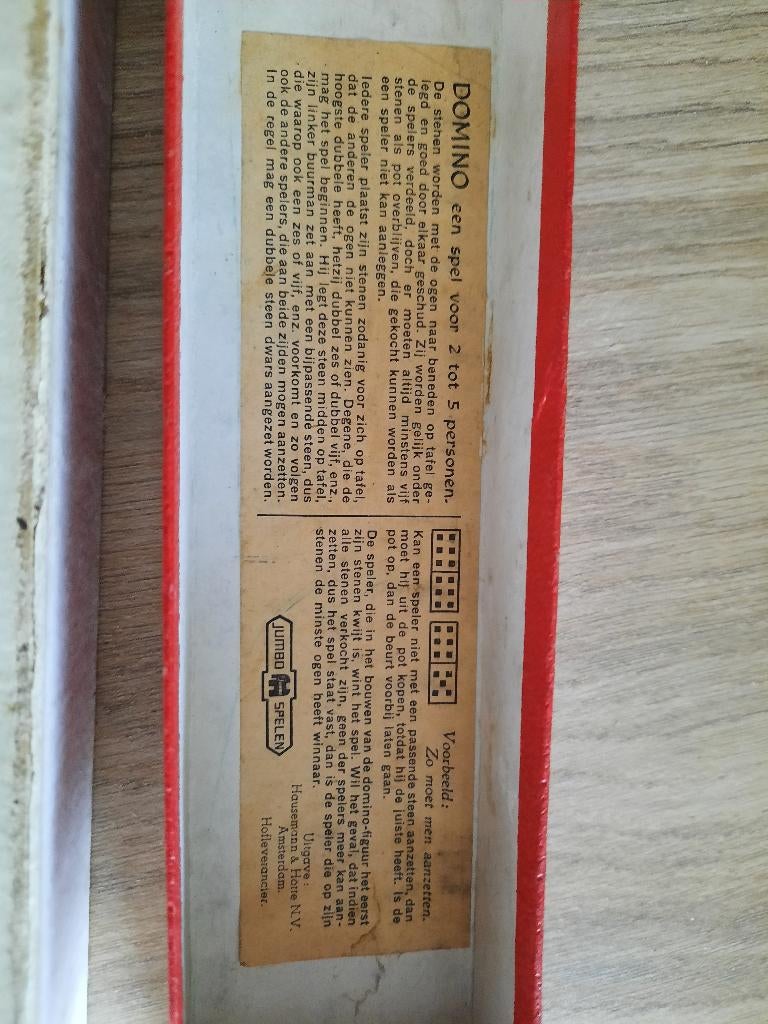 DOMINO een spel voor 2 tot 5 personen.
De stenen worden met de ogen naar beneden op tafel ge-
legd en goed door elkaar geschud. Zij worden gelijk onder
de spelers verdeeld, doch er moeten altijd minstens vijf
stenen als pot overblijven, die gekocht kunnen worden als
een speler niet kan aanleggen.
Iedere speler plaatst zijn stenen zodanig voor zich op tafel,
dat de anderen de ogen niet kunnen zien. Degene, die de
hoogste dubbele heeft, hetzij dubbel zes of dubbel vijf, enz.,
mag het spel beginnen. Hij legt deze steen midden op tafel,
zijn linker buurman zet aan met een bijpassende steen, dus
die waarop ook een zes of vijf, enz. voorkomt en zo volgen
ook de andere spelers, die aan beide zijden mogen aanzetten.
In de regel mag een dubbele steen dwars aangezet worden.
Voorbeeld:
Zo moet men aanzetten.
Kan een speler niet met een passende steen aanzetten, dan
moet hij uit de pot kopen, totdat hij de juiste heeft. Is de
pot op, dan de beurt voorbij laten gaan.
De speler, die in het bouwen van de domino-figuur het eerst
zijn stenen kwijt is, wint het spel. Wil het geval, dat indien
alle stenen verkocht zijn, geen der spelers meer kan aan-
zetten, dus het spel staat vast, dan is de speler die op zijn
stenen de minste ogen heeft winnaar.
JUMBO SPELEN
Uitgave:
Hausemann & Hötte N.V.
Amsterdam.
Hofleverancier.